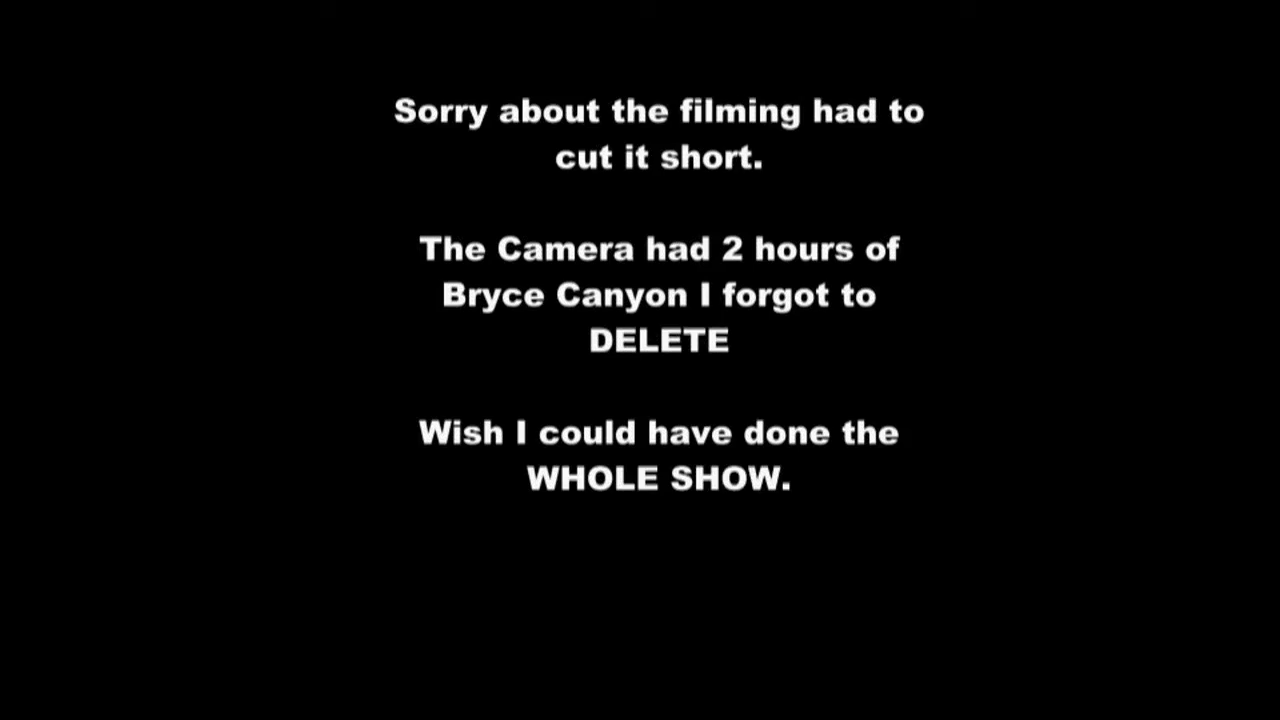 Sorry about the filming had to
cut it short.
The Camera had 2 hours of
Bryce Canyon I forgot to
DELETE
Wish I could have done the
WHOLE SHOW.